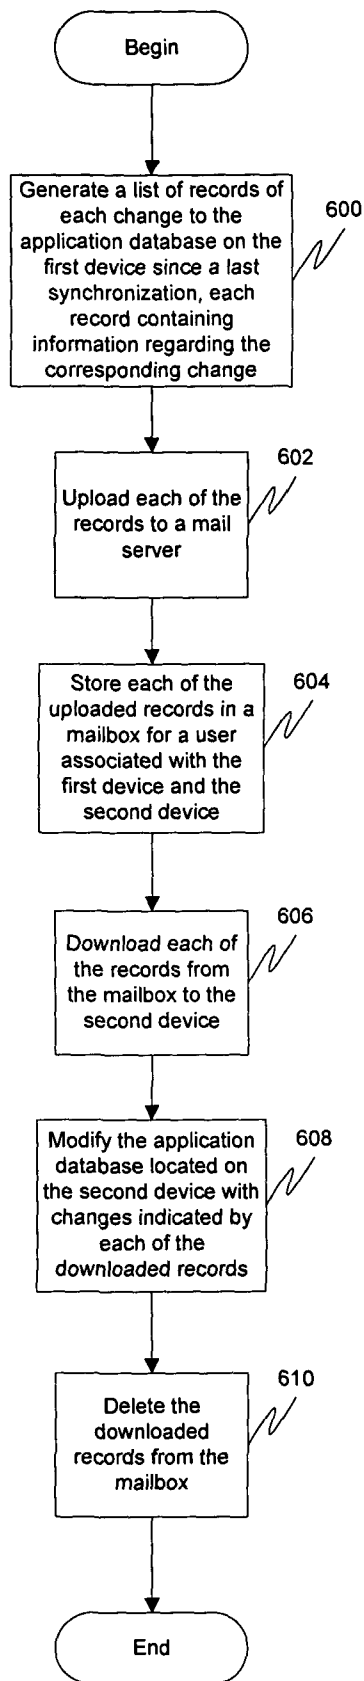 Begin
Generate a list of records of
each change to the
application database on the
first device since a last
synchronization, each
record containing
information regarding the
corresponding change
600
602
Upload each of the
records to a mail
server
604
Store each of the
uploaded records in a
mailbox for a user
associated with the
first device and the
second device
606
Download each of
the records from
the mailbox to the
second device
608
Modify the application
database located on
the second device with
changes indicated by
each of the
downloaded records
610
Delete the
downloaded
records from the
mailbox
End